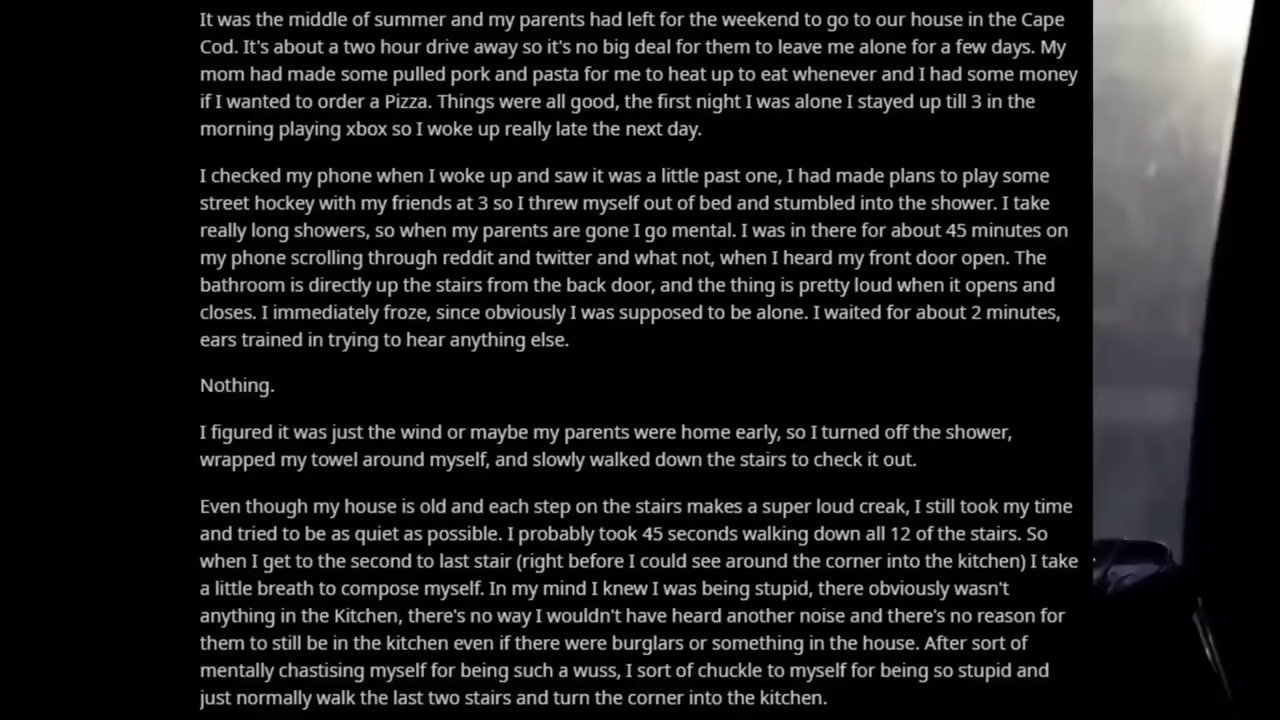 It was the middle of summer and my parents had left for the weekend to go to our house in the Cape
Cod. It's about a two hour drive away so it's no big deal for them to leave me alone for a few days. My
mom had made some pulled pork and pasta for me to heat up to eat whenever and I had some money
if I wanted to order a Pizza. Things were all good, the first night I was alone I stayed up till 3 in the
morning playing xbox so I woke up really late the next day.
I checked my phone when I woke up and saw it was a little past one, I had made plans to play some
street hockey with my friends at 3 so I threw myself out of bed and stumbled into the shower. I take
really long showers, so when my parents are gone I go mental. I was in there for about 45 minutes on
my phone scrolling through reddit and twitter and what not, when I heard my front door open. The
bathroom is directly up the stairs from the back door, and the thing is pretty loud when it opens and
closes. I immediately froze, since obviously I was supposed to be alone. I waited for about 2 minutes,
ears trained in trying to hear anything else.
Nothing.
I figured it was just the wind or maybe my parents were home early, so I turned off the shower,
wrapped my towel around myself, and slowly walked down the stairs to check it out.
Even though my house is old and each step on the stairs makes a super loud creak, I still took my time
and tried to be as quiet as possible. I probably took 45 seconds walking down all 12 of the stairs. So
when I get to the second to last stair (right before I could see around the corner into the kitchen) I take
a little breath to compose myself. In my mind I knew I was being stupid, there obviously wasn't
anything in the Kitchen, there's no way I wouldn't have heard another noise and there's no reason for
them to still be in the kitchen even if there were burglars or something in the house. After sort of
mentally chastising myself for being such a wuss, I sort of chuckle to myself for being so stupid and
just normally walk the last two stairs and turn the corner into the kitchen.